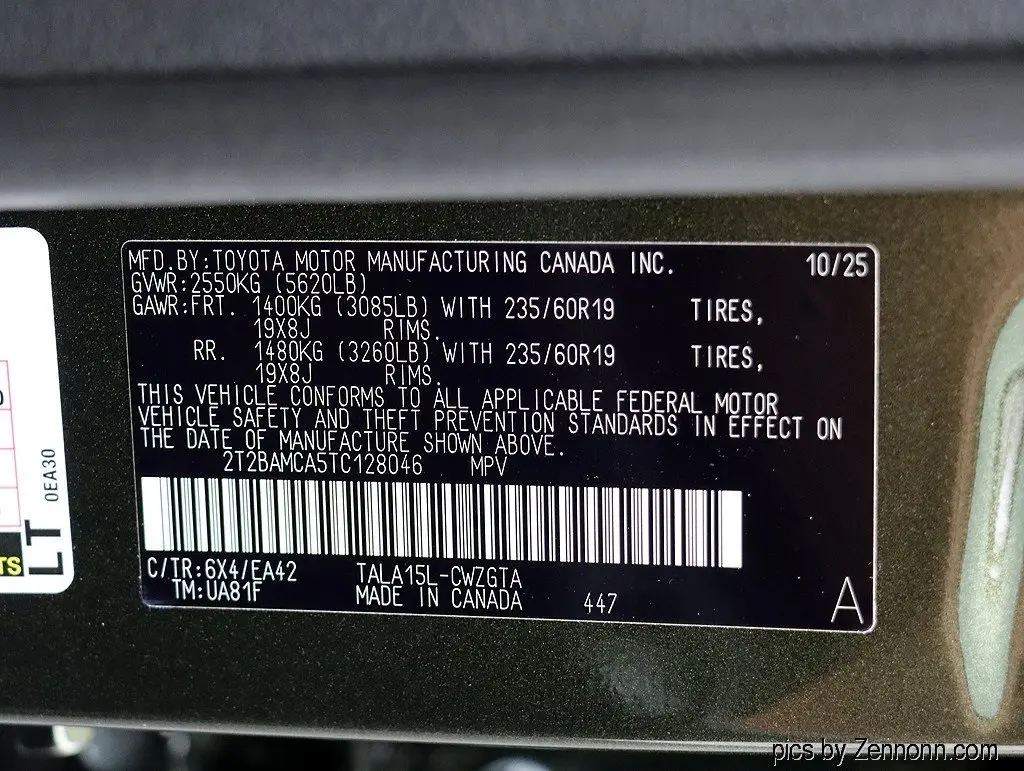 MFD.BY:TOYOTA MOTOR MANUFACTURING CANADA INC. 10/25
GVWR:2550KG (5620LB)
GAWR:FRT. 1400KG (3085LB) WITH 235/60R19 TIRES,
19X8J RIMS.
RR. 1480KG (3260LB) WITH 235/60R19 TIRES,
19X8J RIMS.
THIS VEHICLE CONFORMS TO ALL APPLICABLE FEDERAL MOTOR
VEHICLE SAFETY AND THEFT PREVENTION STANDARDS IN EFFECT ON
THE DATE OF MANUFACTURE SHOWN ABOVE.
2T2BAMCA5TC128046 MPV
C/TR:6X4/EA42 TALA15L-CWZGTA
TM:UA81F MADE IN CANADA 447 A
0EA30
LT
TS
pics by Zennonn.com